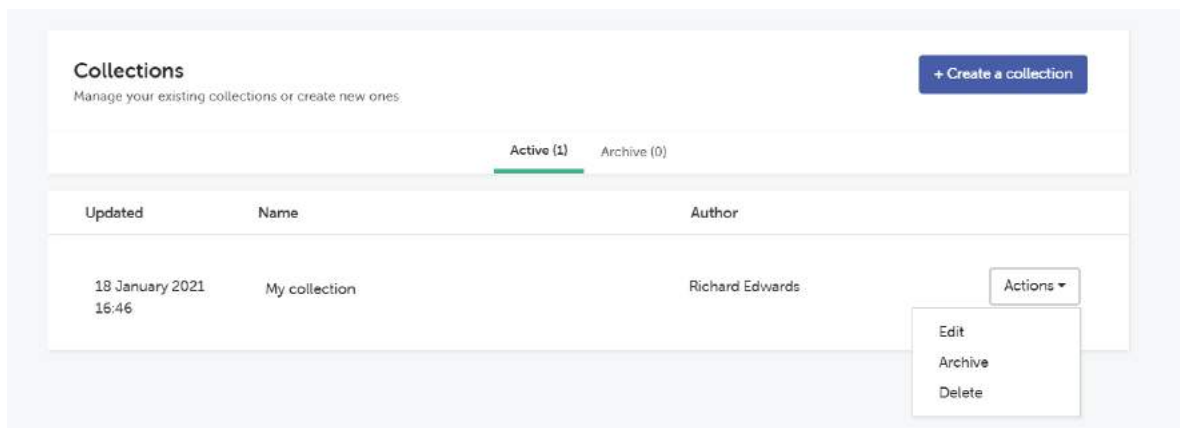 Collections
+ Create a collection
Manage your existing collections or create new ones
Active (1) Archive (0)
Updated Name Author
18 January 2021 My collection Richard Edwards Actions
16:46
Edit
Archive
Delete